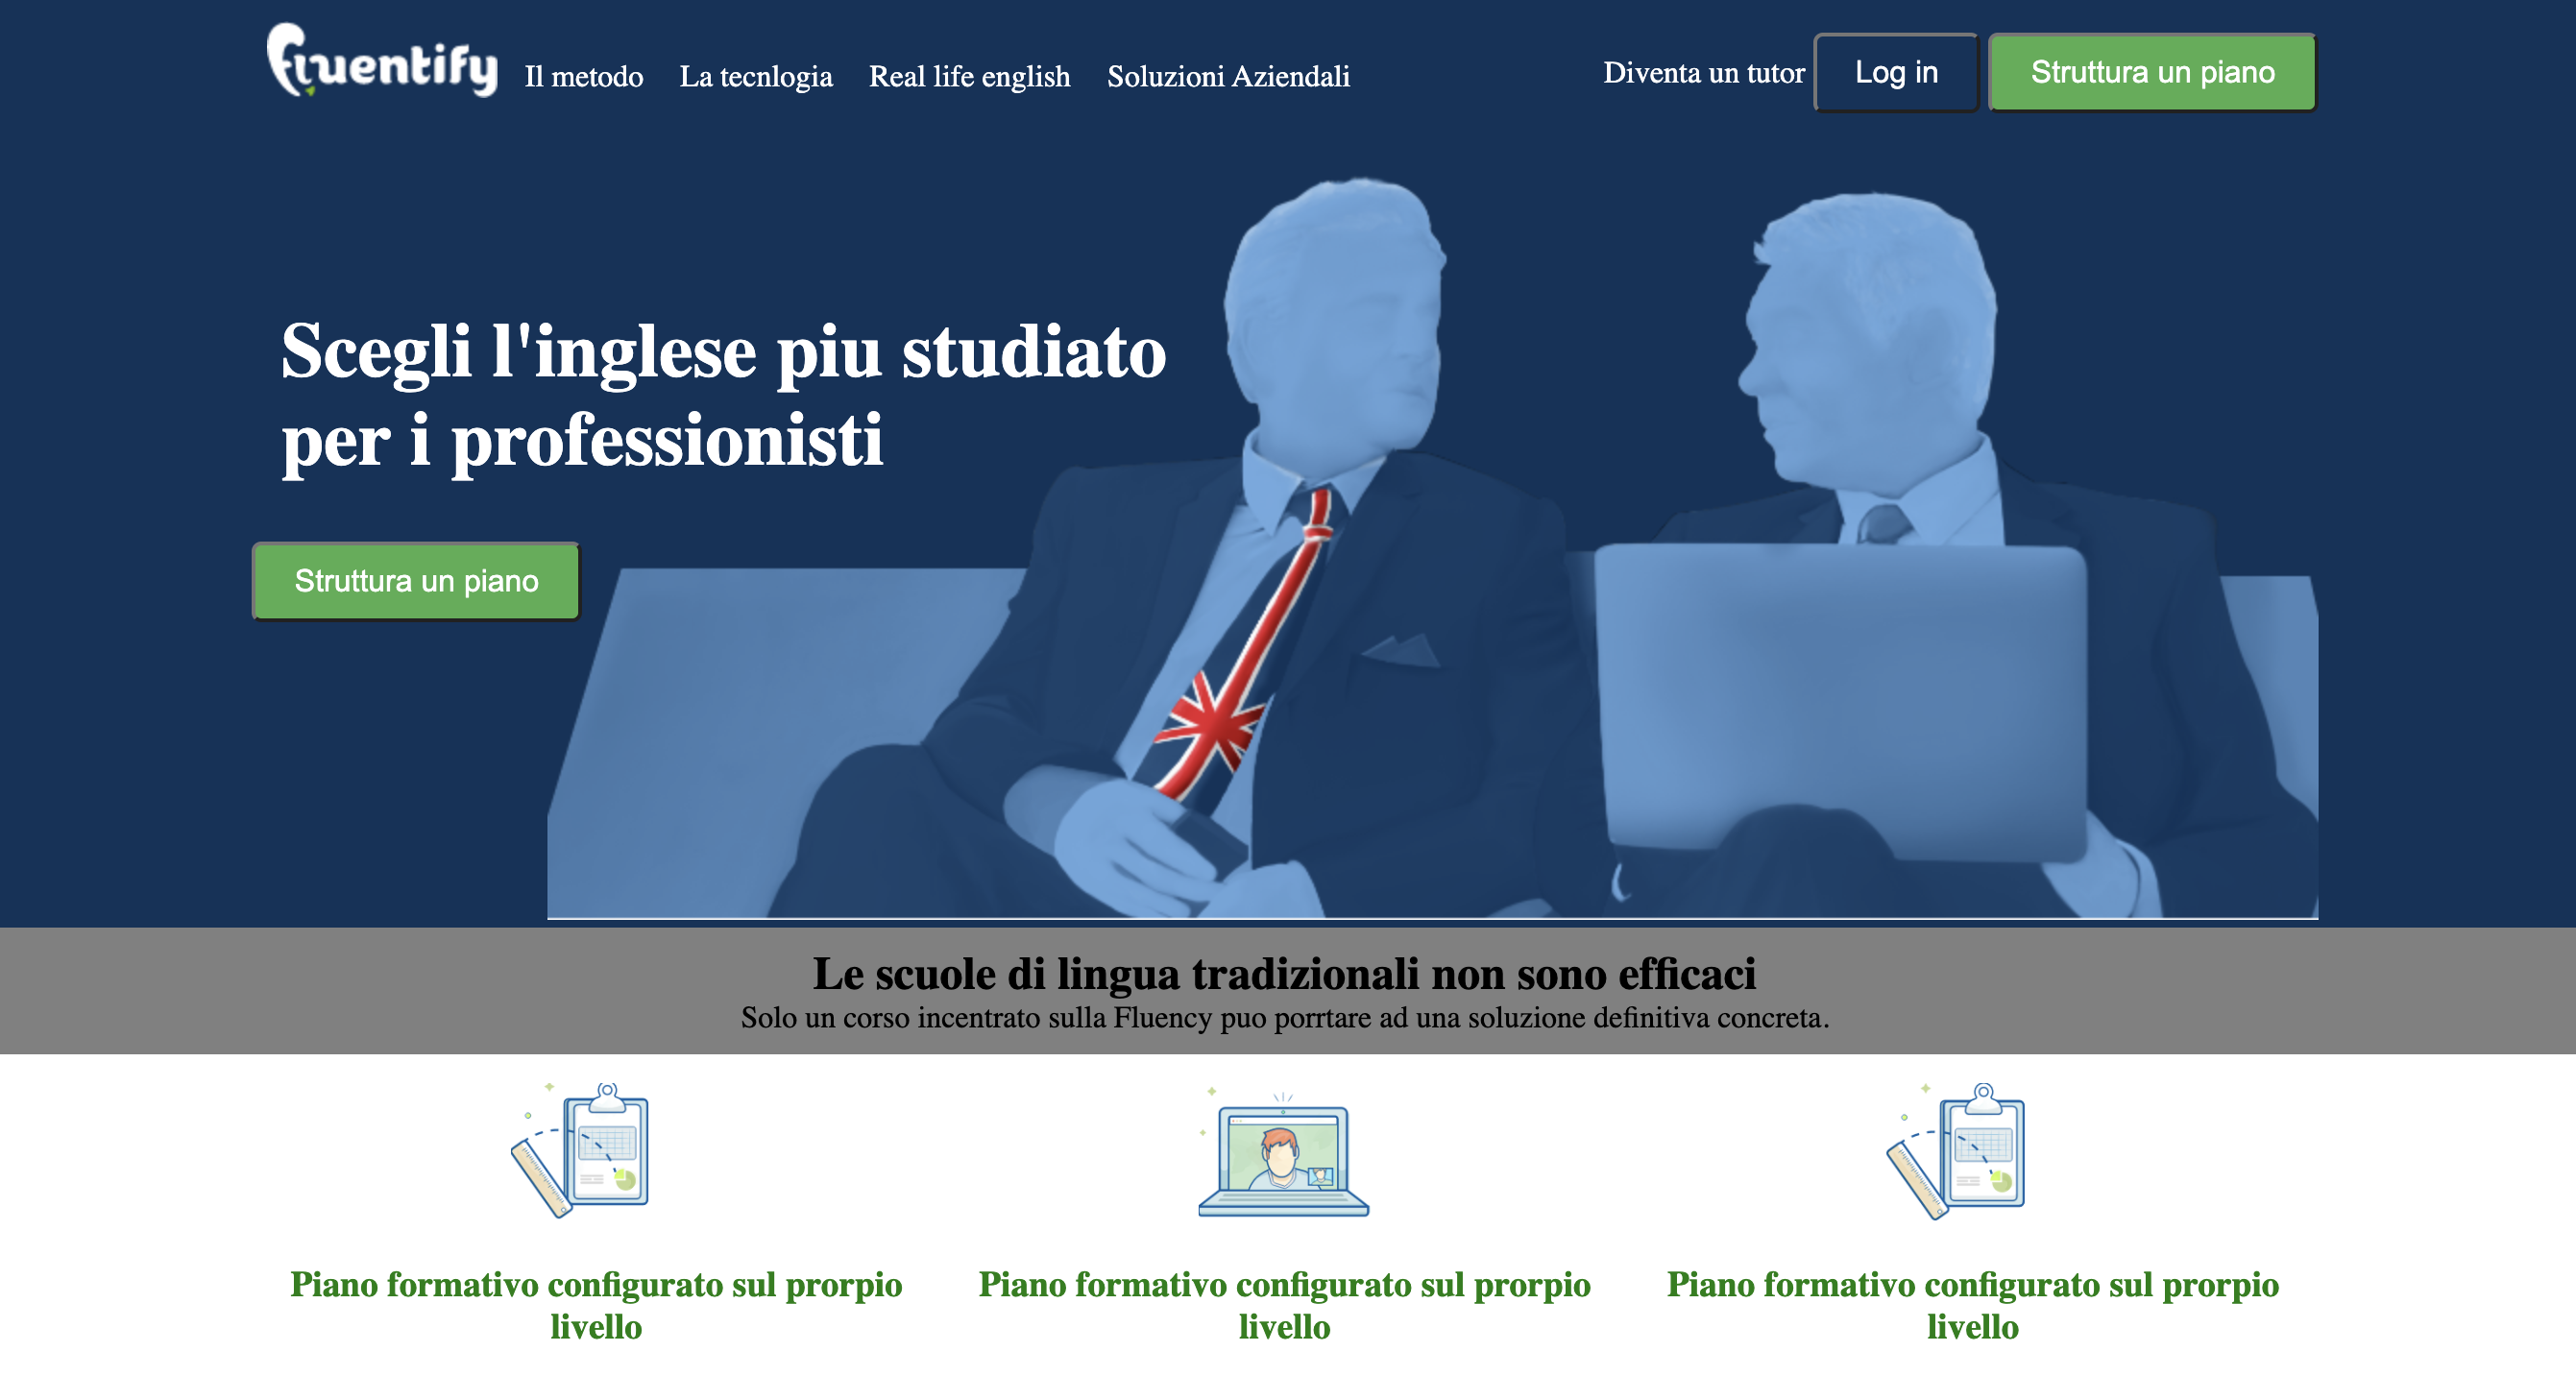 fluentify
Il metodo La tecnlogia Real life english Soluzioni Aziendali
Diventa un tutor Log in Struttura un piano
Scegli l'inglese piu studiato
per i professionisti
Struttura un piano
Le scuole di lingua tradizionali non sono efficaci
Solo un corso incentrato sulla Fluency puo porrtare ad una soluzione definitiva concreta.
Piano formativo configurato sul prorpio
livello
Piano formativo configurato sul prorpio
livello
Piano formativo configurato sul prorpio
livello